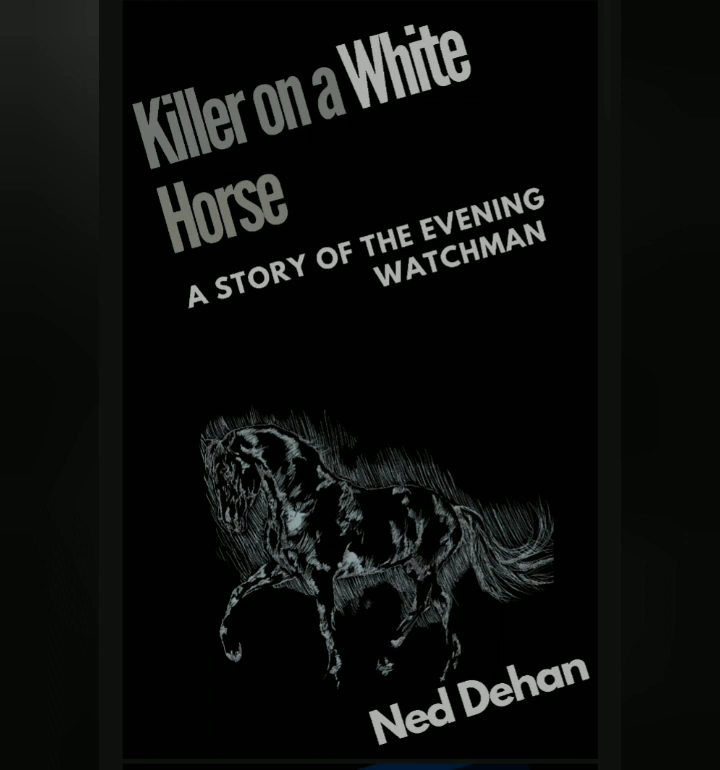 Killer on a White
Horse
A STORY OF THE EVENING
WATCHMAN
Ned Dehan